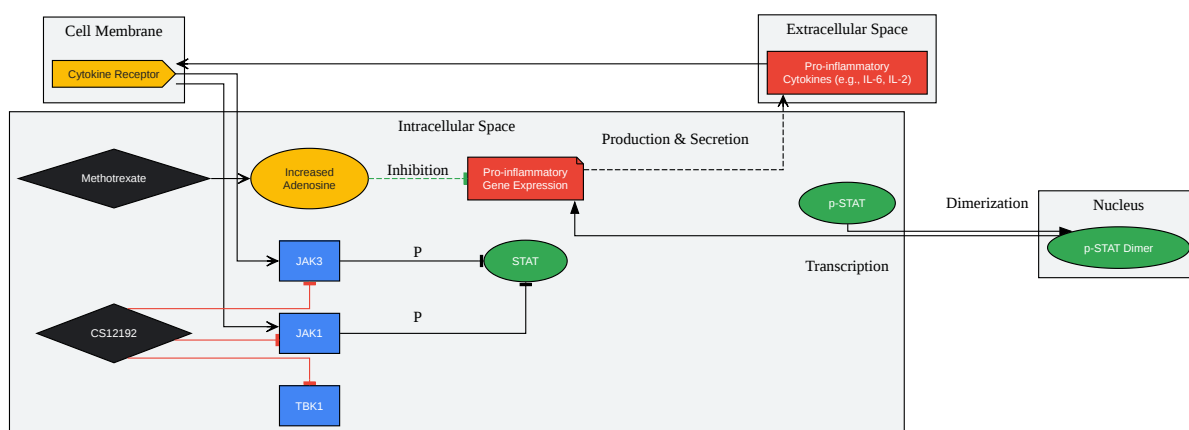 Cell Membrane
Cytokine Receptor
Extracellular Space
Pro-inflammatory
Cytokines (e.g., IL-6, IL-2)
Intracellular Space
Production & Secretion
Methotrexate
Increased
Adenosine
Inhibition
Pro-inflammatory
Gene Expression
p-STAT
Dimerization
Nucleus
p-STAT Dimer
Transcription
JAK3
P
STAT
CS12192
JAK1
P
TBK1